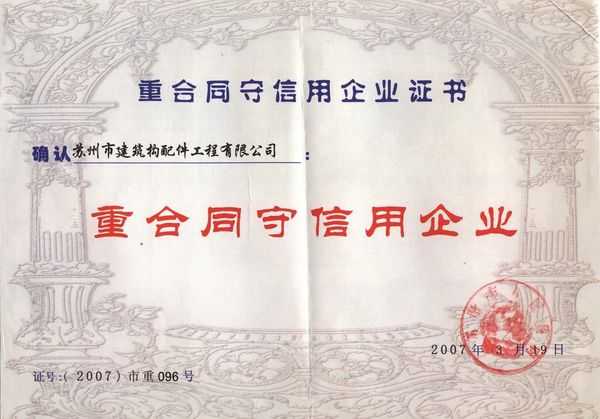 重合同守信用企业证书
确认苏州市建筑构配件工程有限公司：
重合同守信用企业
2007年3月19日
证号:(2007)市重096号